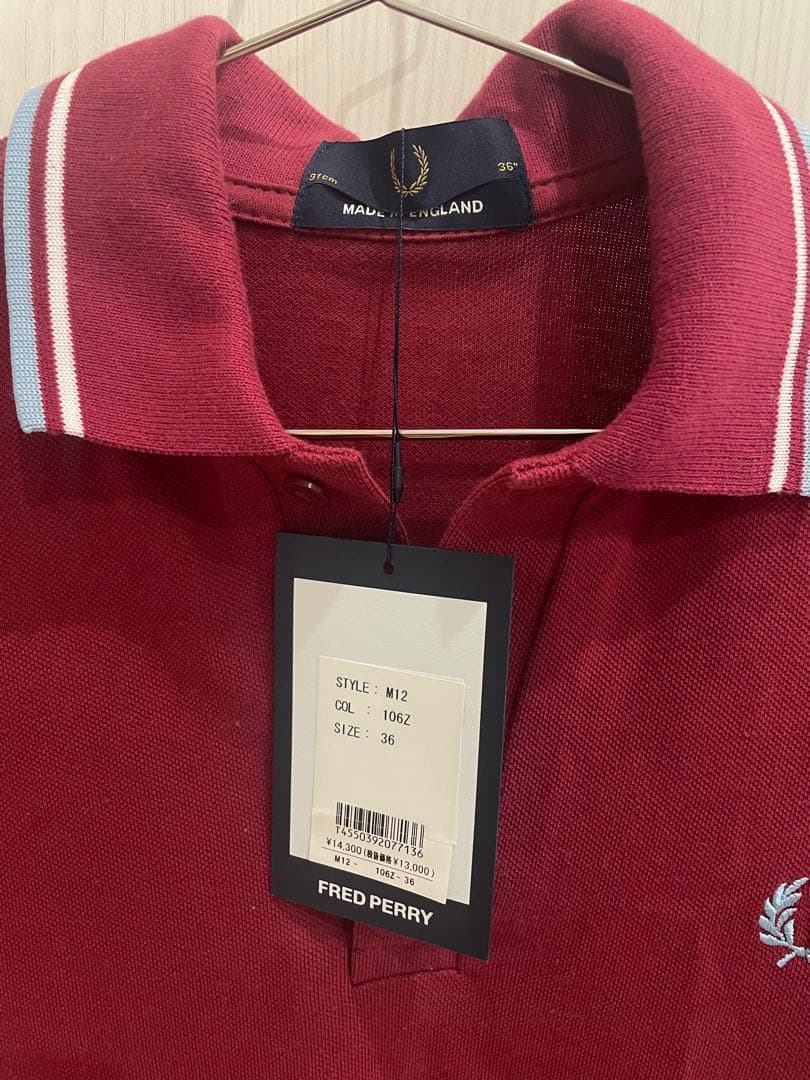 91cm
36"
MADE IN ENGLAND
STYLE : M12
COL : 106Z
SIZE : 36
T4550392077136
¥14,300(税抜価格¥13,000)
M12 - 106Z - 36
FRED PERRY